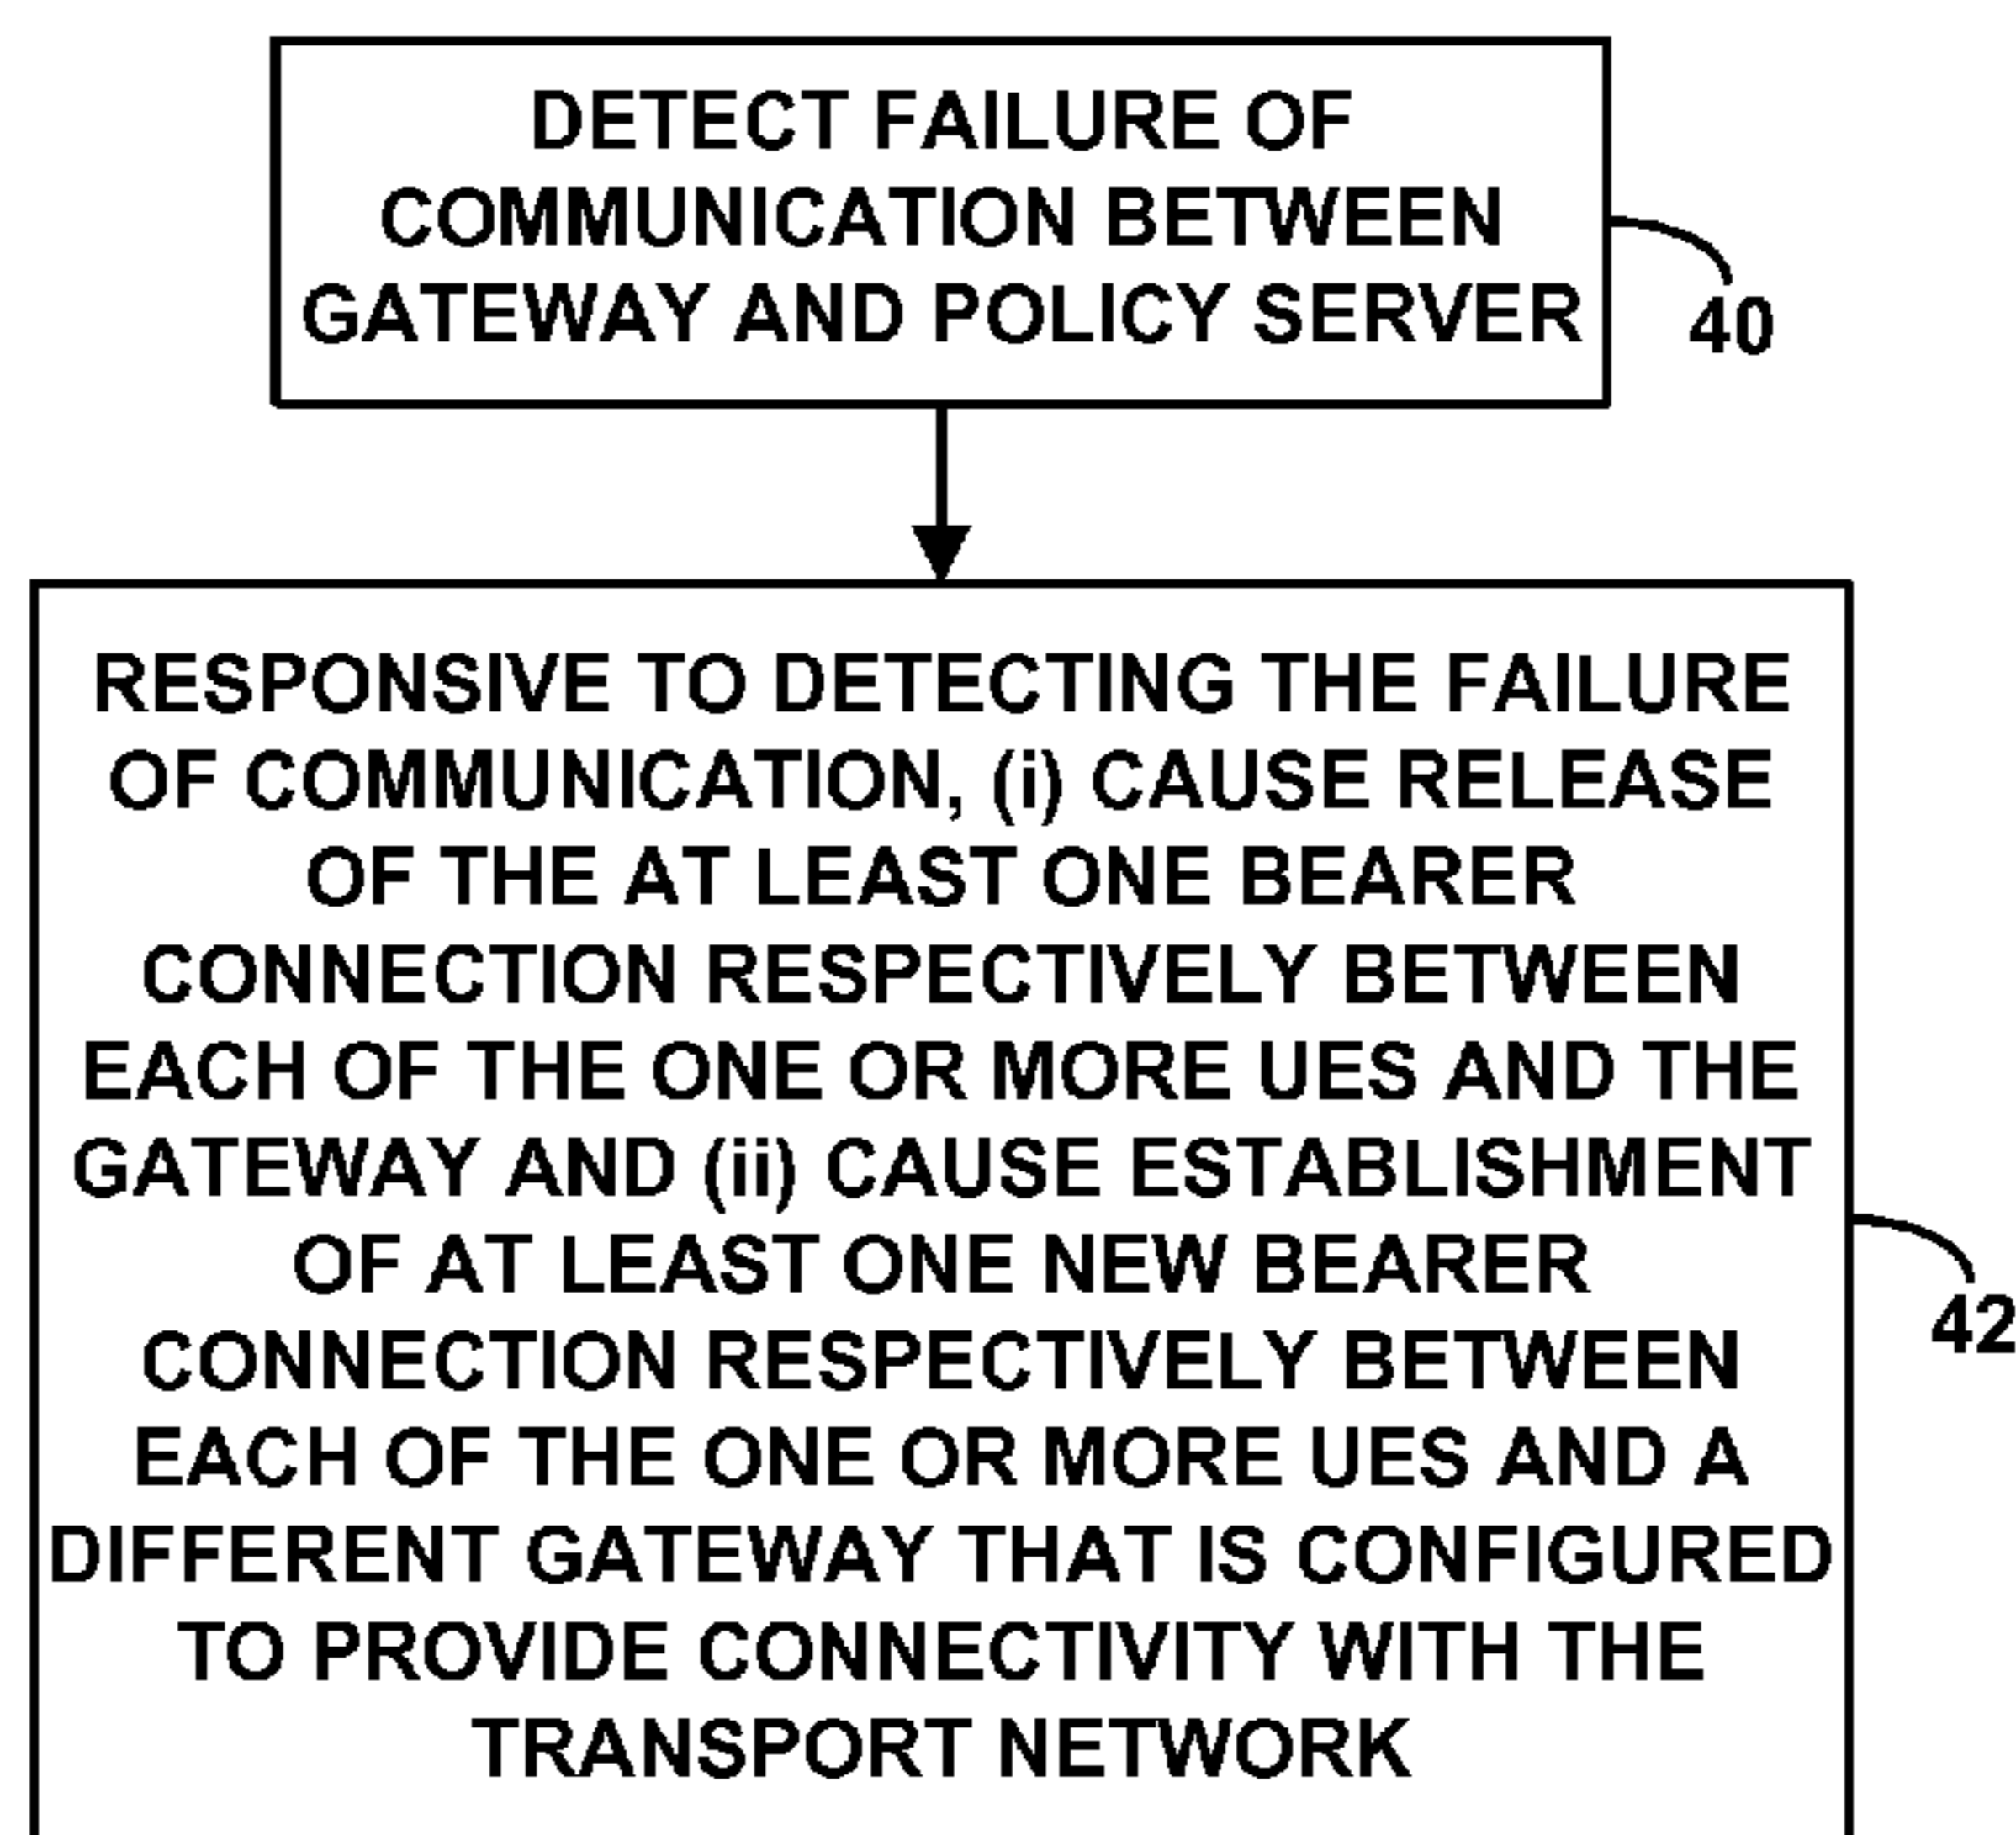 DETECT FAILURE OF
COMMUNICATION BETWEEN
GATEWAY AND POLICY SERVER
40
RESPONSIVE TO DETECTING THE FAILURE
OF COMMUNICATION, (i) CAUSE RELEASE
OF THE AT LEAST ONE BEARER
CONNECTION RESPECTIVELY BETWEEN
EACH OF THE ONE OR MORE UES AND THE
GATEWAY AND (ii) CAUSE ESTABLISHMENT
OF AT LEAST ONE NEW BEARER
CONNECTION RESPECTIVELY BETWEEN
EACH OF THE ONE OR MORE UES AND A
DIFFERENT GATEWAY THAT IS CONFIGURED
TO PROVIDE CONNECTIVITY WITH THE
TRANSPORT NETWORK
42